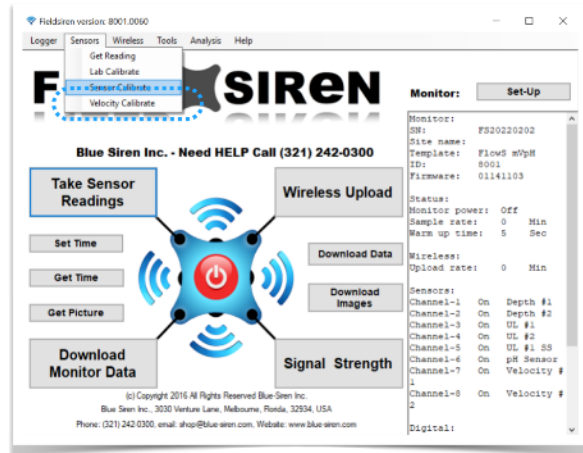 Fieldsiren version: 8001.0060
Logger Sensors Wireless Tools Analysis Help
Get Reading
Lab Calibrate
Sensor Calibrate
Velocity Calibrate
F SIReN
Blue Siren Inc. - Need HELP Call (321) 242-0300
Take Sensor
Readings
Wireless Upload
Set Time
Get Time
Get Picture
Download Data
Download
Images
Download
Monitor Data
Signal Strength
(c) Copyright 2016 All Rights Reserved Blue-Siren Inc.
Blue Siren Inc., 3030 Venture Lane, Melbourne, Florida, 32934, USA
Phone: (321) 242-0300, email: shop@blue-siren.com, Website: www.blue-siren.com
Monitor: Set-Up
Monitor:
SN: FS20220202
Site name:
Template: FlowS mVpH
ID: 8001
Firmware: 01141103
Status:
Monitor power: Off
Sample rate: 0 Min
Warm up time: 5 Sec
Wireless:
Upload rate: 0 Min
Sensors:
Channel-1 On Depth #1
Channel-2 On Depth #2
Channel-3 On UL #1
Channel-4 On UL #2
Channel-5 On UL #1 SS
Channel-6 On pH Sensor
Channel-7 On Velocity #
1
Channel-8 On Velocity #
2
Digital: